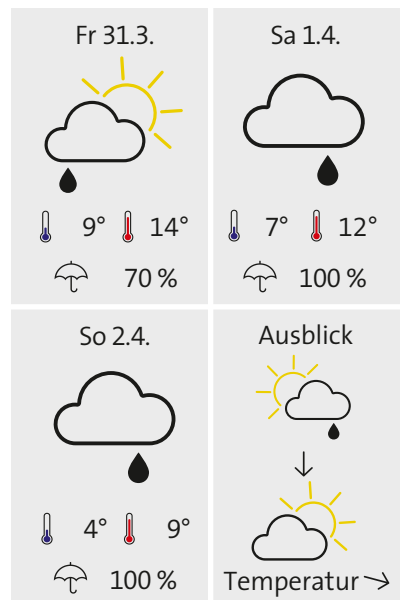 Fr 31.3.
9° 14°
70 %
Sa 1.4.
7° 12°
100 %
So 2.4.
4° 9°
100 %
Ausblick
Temperatur